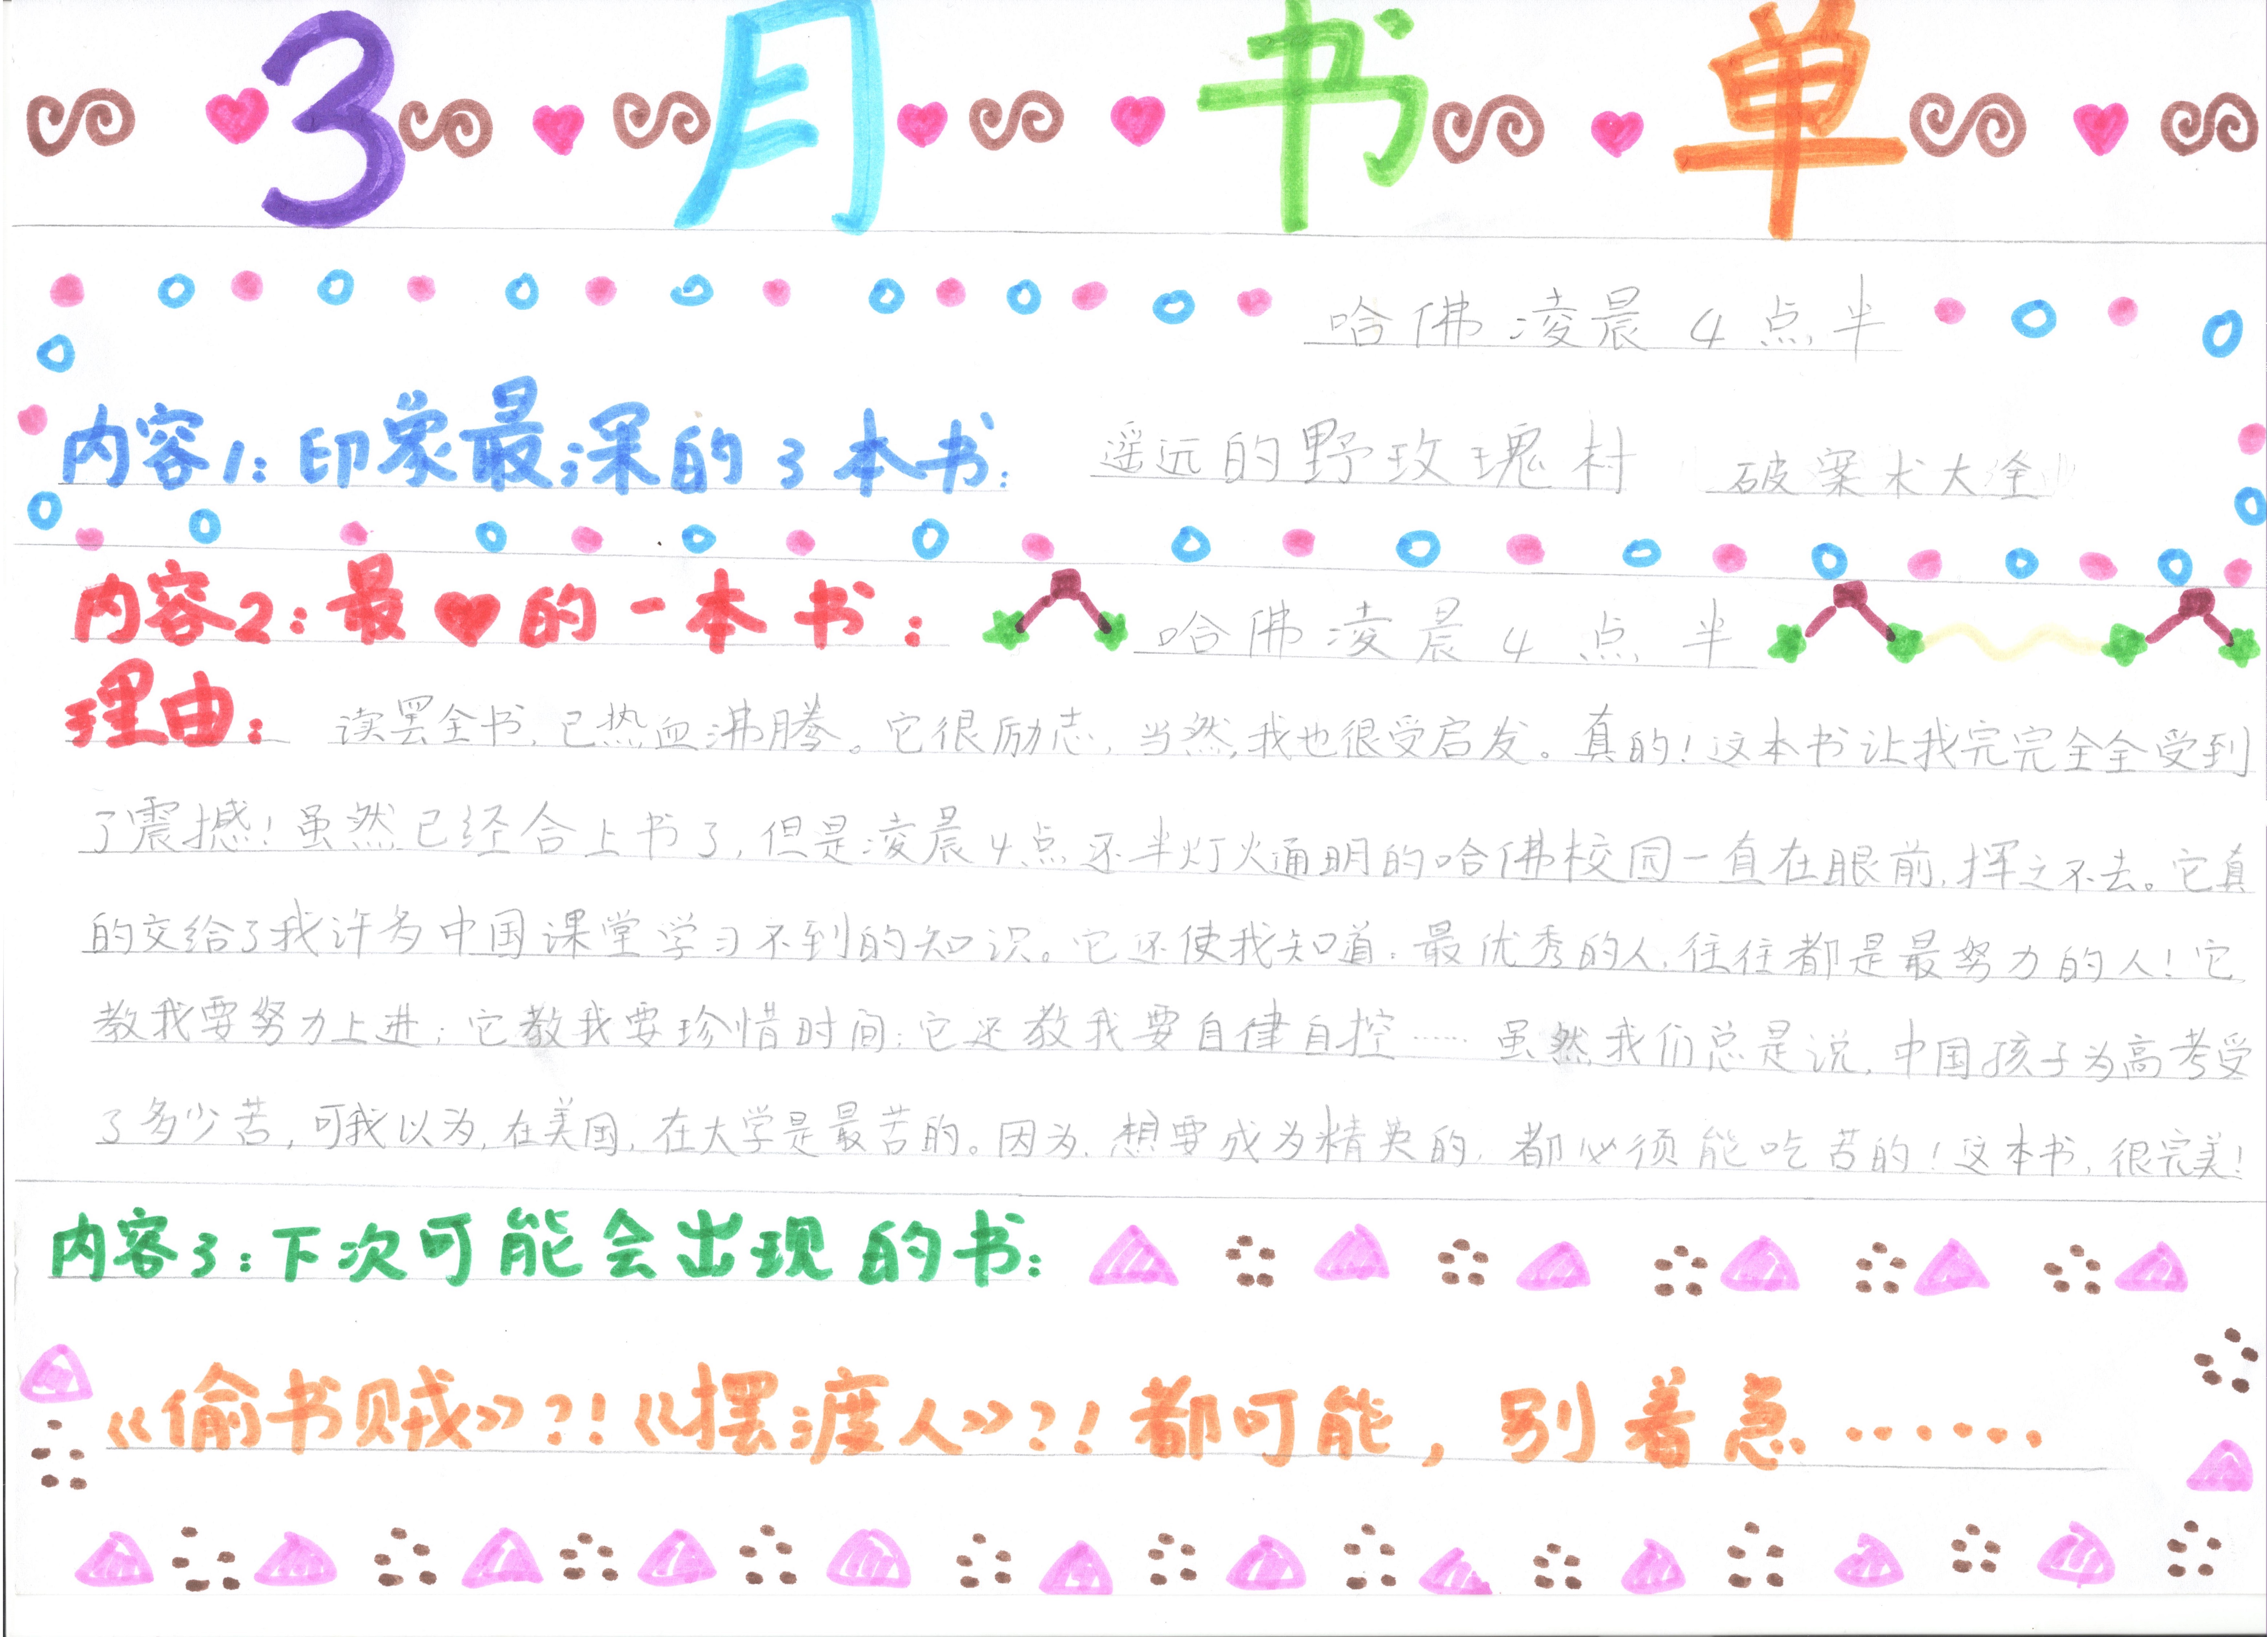 3月书单
哈佛凌晨4点半
内容1:印象最深的3本书: 遥远的野玫瑰村 破案术大全
内容2:最♥的一本书: 哈佛凌晨4点半
理由: 读罢全书,已热血沸腾。它很励志,当然,我也很受启发。真的!这本书让我完完全全受到
了震撼!虽然已经合上书了,但是凌晨4点还半灯火通明的哈佛校园一直在眼前,挥之不去。它真
的交给了我许多中国课堂学习不到的知识。它还使我知道:最优秀的人,往往都是最努力的人!它
教我要努力上进;它教我要珍惜时间;它还教我要自律自控……虽然我们总是说,中国孩子为高考受
了多少苦,可我以为,在美国,在大学是最苦的。因为,想要成为精英的,都必须能吃苦的!这本书,很完美!
内容3:下次可能会出现的书:
《偷书贼》?!《摆渡人》?!都可能,别着急……